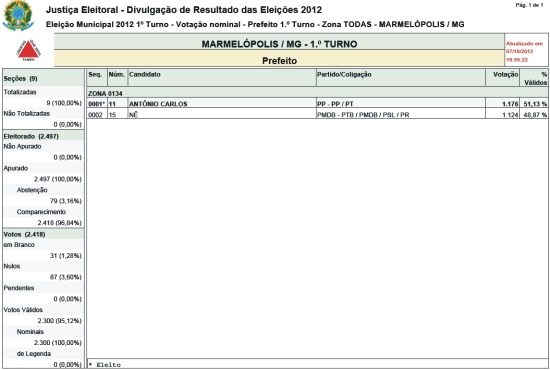 Pág. 1 de 1
Justiça Eleitoral - Divulgação de Resultado das Eleições 2012
Eleição Municipal 2012 1º Turno - Votação nominal - Prefeito 1.º Turno - Zona TODAS - MARMELÓPOLIS / MG
MARMELÓPOLIS / MG - 1.º TURNO
Prefeito
Atualizado em
07/10/2012
19:55:22
Seções (9)
Totalizadas
9 (100,00%)
Não Totalizadas
0 (0,00%)
Eleitorado (2.497)
Não Apurado
0 (0,00%)
Apurado
2.497 (100,00%)
Abstenção
79 (3,16%)
Comparecimento
2.418 (96,84%)
Votos (2.418)
em Branco
31 (1,28%)
Nulos
87 (3,60%)
Pendentes
0 (0,00%)
Votos Válidos
2.300 (95,12%)
Nominais
2.300 (100,00%)
de Legenda
0 (0,00%)
Seq. Núm. Candidato Partido/Coligação Votação % Válidos
ZONA 0134
0001* 11 ANTÔNIO CARLOS PP - PP / PT 1.176 51,13 %
0002 15 NÊ PMDB - PTB / PMDB / PSL / PR 1.124 48,87 %
* Eleito